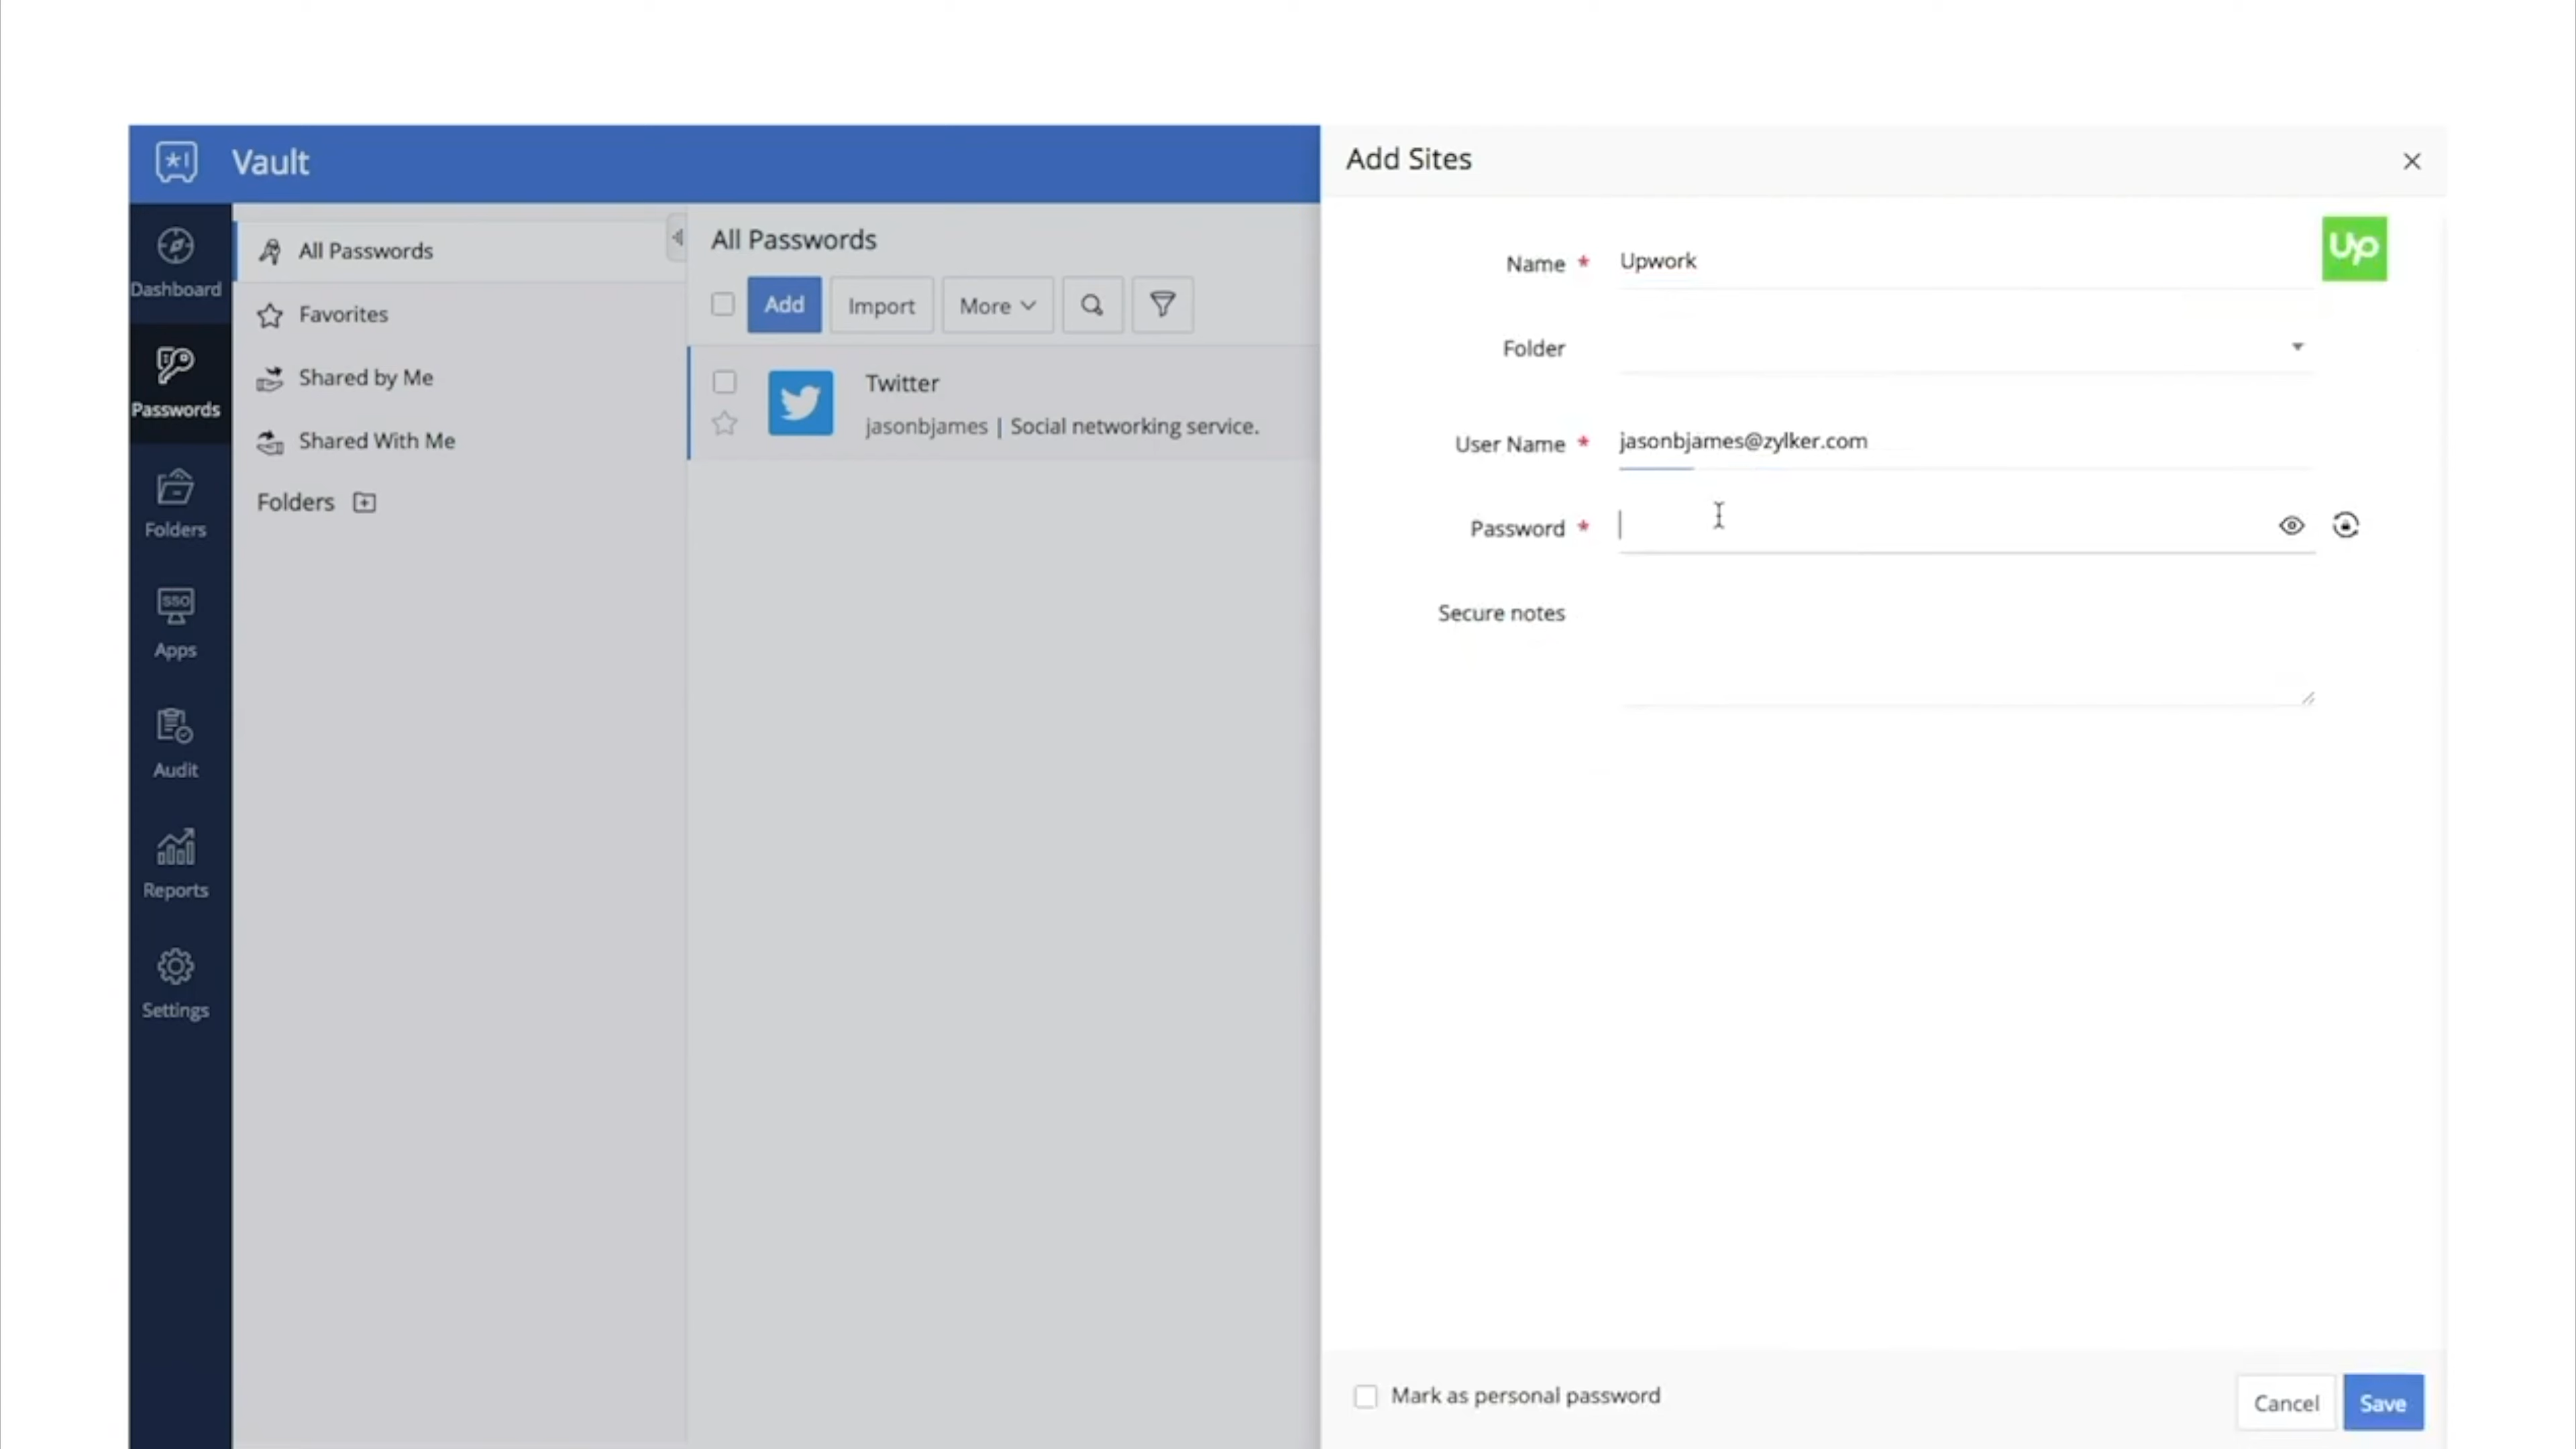 Vault
Dashboard
Passwords
Folders
SSO
Apps
Audit
Reports
Settings
All Passwords
Favorites
Shared by Me
Shared With Me
Folders
All Passwords
Add
Import
More
Twitter
jasonbjames | Social networking service.
Add Sites
Name * Upwork
Up
Folder
User Name * jasonbjames@zylker.com
Password *
Secure notes
Mark as personal password
Cancel
Save